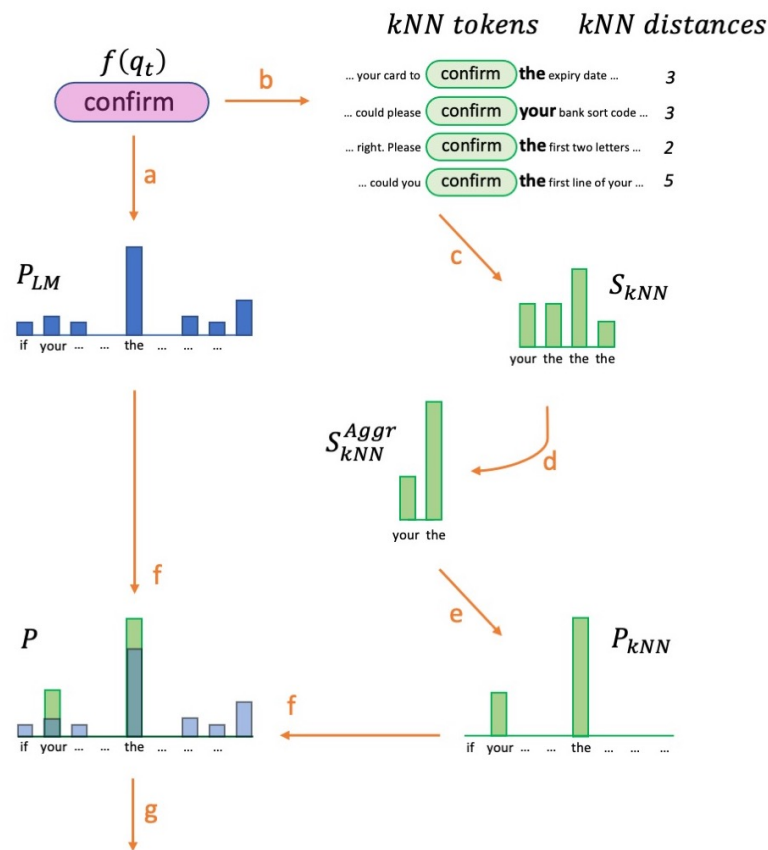 kNN tokens kNN distances
f(q_t)
confirm
b
... your card to confirm the expiry date ... 3
... could please confirm your bank sort code ... 3
... right. Please confirm the first two letters ... 2
... could you confirm the first line of your ... 5
a
c
P_LM
S_kNN
if your ... ... the ... ... ...
your the the the
S_kNN^Aggr
d
your the
f
e
P
P_kNN
f
if your ... ... the ... ... ...
if your ... ... the ... ... ...
g